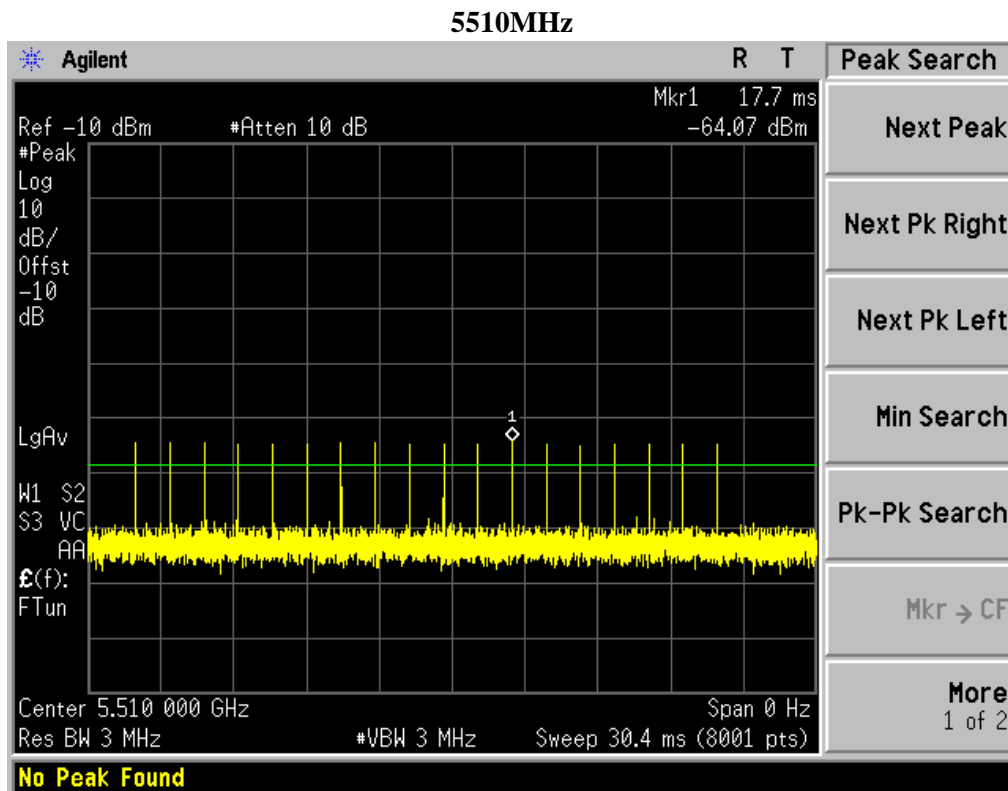 5510MHz
Agilent R T
Peak Search
Mkr1 17.7 ms
Ref -10 dBm #Atten 10 dB -64.07 dBm
#Peak
Log
10
dB/
Offst
-10
dB
1
LgAv
W1 S2
S3 VC
AA
£(f):
FTun
Center 5.510 000 GHz Span 0 Hz
Res BW 3 MHz #VBW 3 MHz Sweep 30.4 ms (8001 pts)
No Peak Found
Next Peak
Next Pk Right
Next Pk Left
Min Search
Pk-Pk Search
Mkr → CF
More
1 of 2